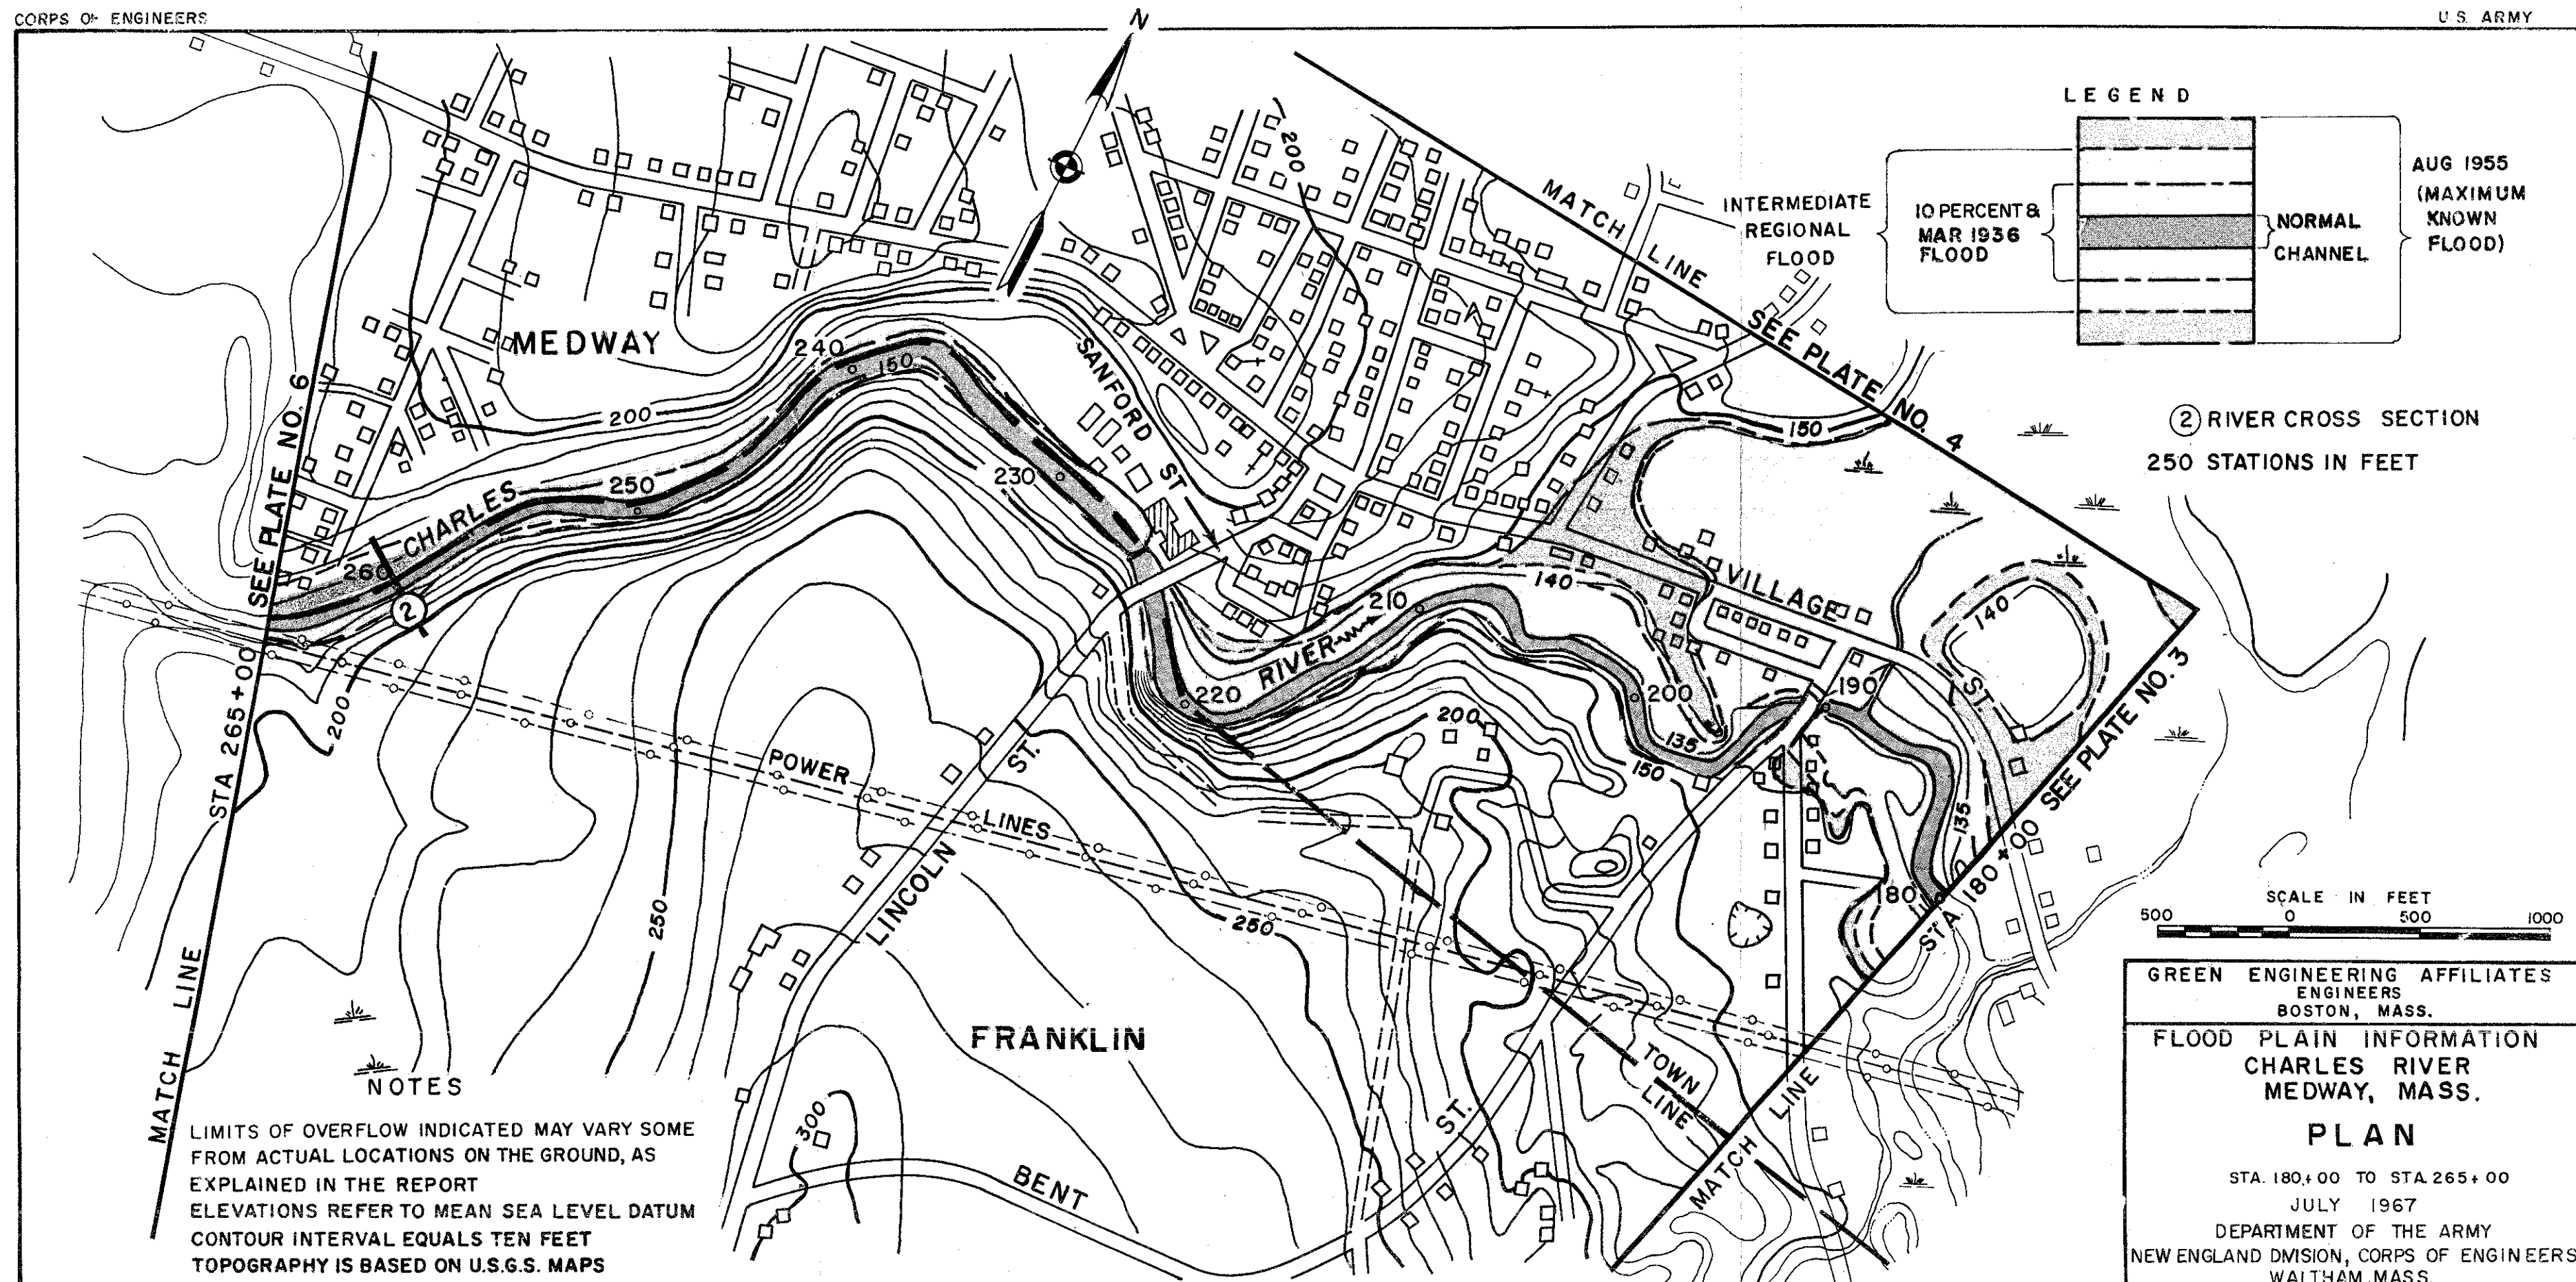 CORPS OF ENGINEERS
U.S. ARMY
N
LEGEND
INTERMEDIATE
REGIONAL
FLOOD
10 PERCENT &
MAR 1936
FLOOD
NORMAL
CHANNEL
AUG 1955
(MAXIMUM
KNOWN
FLOOD)
2 RIVER CROSS SECTION
250 STATIONS IN FEET
MATCH LINE
SEE PLATE NO. 4
200
MEDWAY
240
150
200
SANFORD ST
SEE PLATE NO. 6
CHARLES
250
230
260
2
150
140
VILLAGE
210
RIVER
140
220
200
190
ST.
200
135
150
SEE PLATE NO. 3
STA 265+00
200
POWER
LINES
ST.
LINCOLN
135
180
STA 180+00
250
250
MATCH LINE
FRANKLIN
TOWN
LINE
MATCH LINE
300
ST.
BENT
NOTES
LIMITS OF OVERFLOW INDICATED MAY VARY SOME
FROM ACTUAL LOCATIONS ON THE GROUND, AS
EXPLAINED IN THE REPORT
ELEVATIONS REFER TO MEAN SEA LEVEL DATUM
CONTOUR INTERVAL EQUALS TEN FEET
TOPOGRAPHY IS BASED ON U.S.G.S. MAPS
SCALE IN FEET
500 0 500 1000
GREEN ENGINEERING AFFILIATES
ENGINEERS
BOSTON, MASS.
FLOOD PLAIN INFORMATION
CHARLES RIVER
MEDWAY, MASS.
PLAN
STA. 180+00 TO STA. 265+00
JULY 1967
DEPARTMENT OF THE ARMY
NEW ENGLAND DIVISION, CORPS OF ENGINEERS
WALTHAM, MASS.